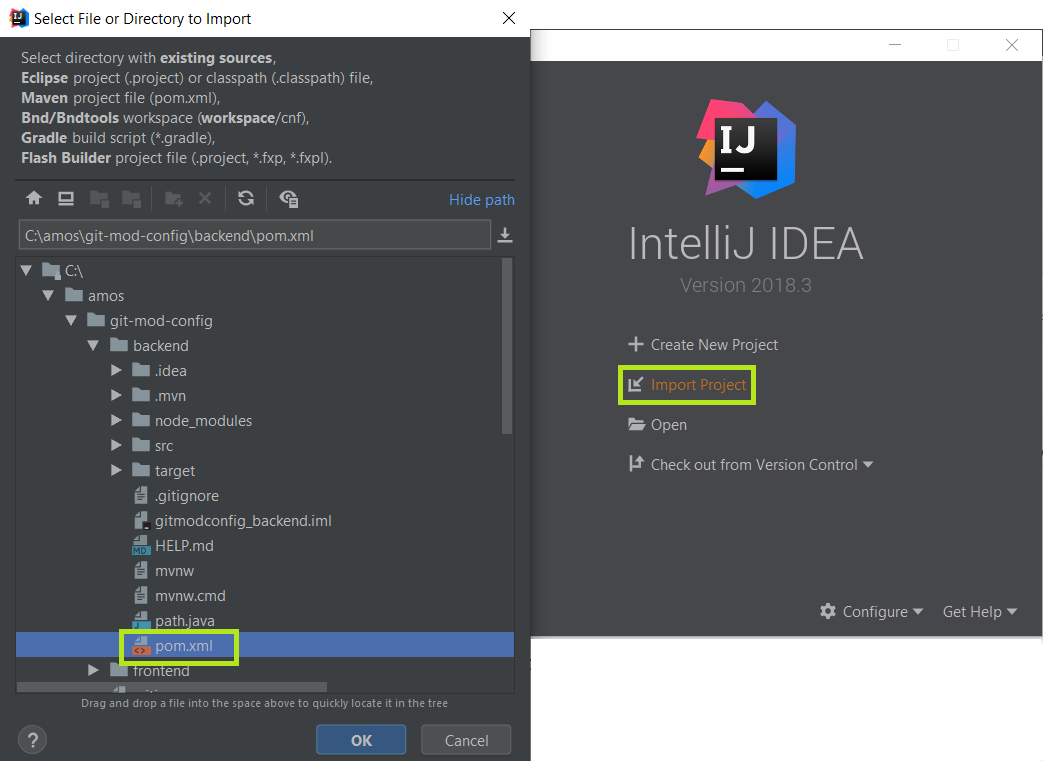 Select File or Directory to Import
Select directory with existing sources,
Eclipse project (.project) or classpath (.classpath) file,
Maven project file (pom.xml),
Bnd/Bndtools workspace (workspace/cnf),
Gradle build script (*.gradle),
Flash Builder project file (.project, *.fxp, *.fxpl).
Hide path
C:\amos\git-mod-config\backend\pom.xml
C:\
amos
git-mod-config
backend
.idea
.mvn
node_modules
src
target
.gitignore
gitmodconfig_backend.iml
HELP.md
mvnw
mvnw.cmd
path.java
pom.xml
frontend
Drag and drop a file into the space above to quickly locate it in the tree
?
OK
Cancel
IJ
IntelliJ IDEA
Version 2018.3
Create New Project
Import Project
Open
Check out from Version Control
Configure
Get Help